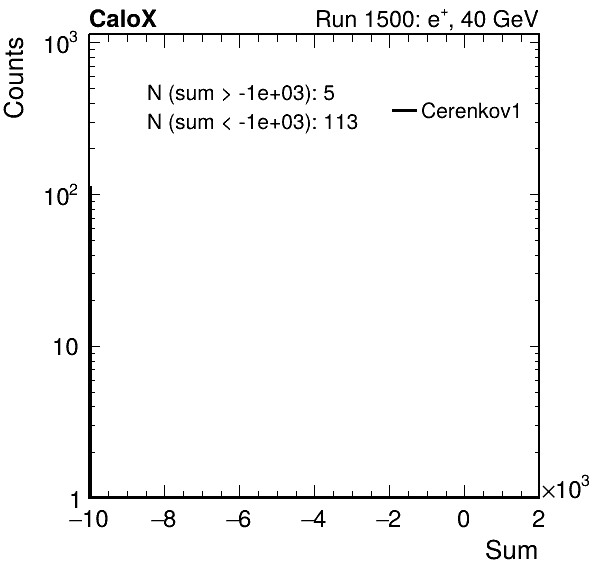 CaloX Run 1500: e⁺, 40 GeV
Counts
10³
N (sum > -1e+03): 5
N (sum < -1e+03): 113
Cerenkov1
10²
10
1
−10 −8 −6 −4 −2 0 2
×10³
Sum